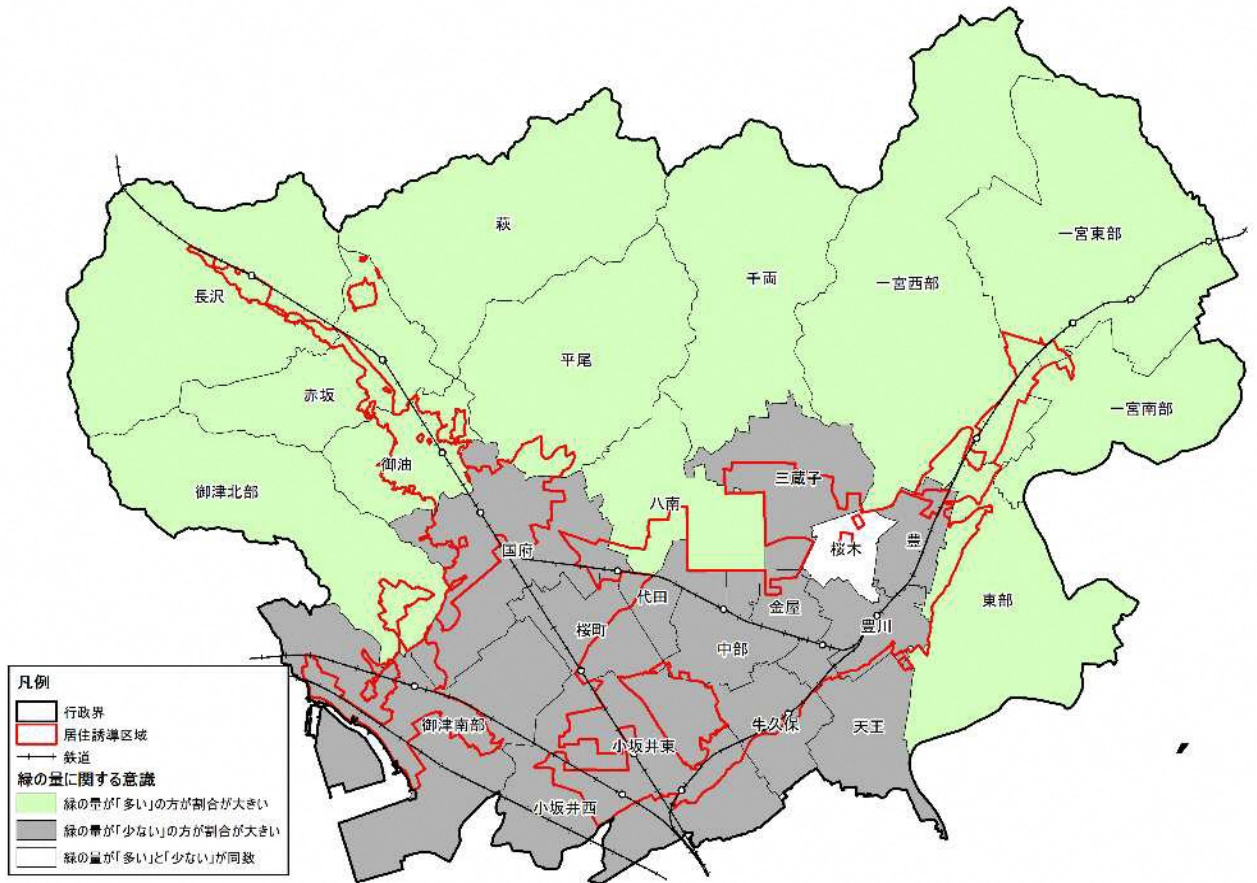 萩
一宮東部
千両
一宮西部
長沢
平尾
赤坂
一宮南部
御油
三蔵子
御津北部
八南
国府
桜木
豊
代田
金屋
東部
桜町
豊川
中部
御津南部
牛久保
天王
小坂井東
小坂井西
凡例
行政界
居住誘導区域
鉄道
緑の量に関する意識
緑の量が「多い」の方が割合が大きい
緑の量が「少ない」の方が割合が大きい
緑の量が「多い」と「少ない」が同数